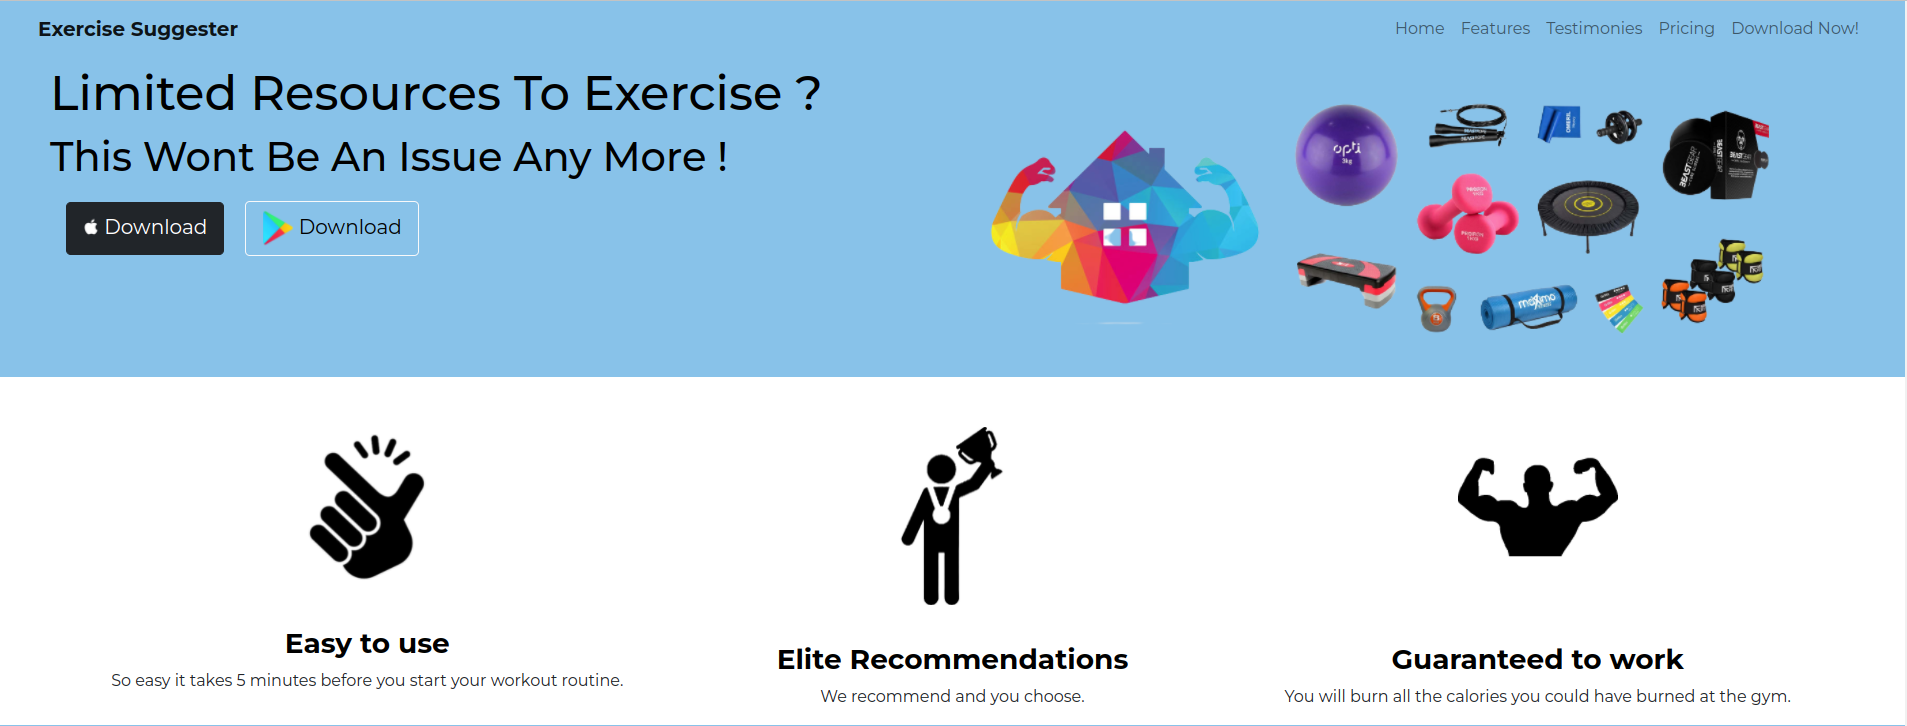 Exercise Suggester
Home Features Testimonies Pricing Download Now!
Limited Resources To Exercise ?
This Wont Be An Issue Any More !
Download
Download
opti
3kg
maximo
Easy to use
So easy it takes 5 minutes before you start your workout routine.
Elite Recommendations
We recommend and you choose.
Guaranteed to work
You will burn all the calories you could have burned at the gym.